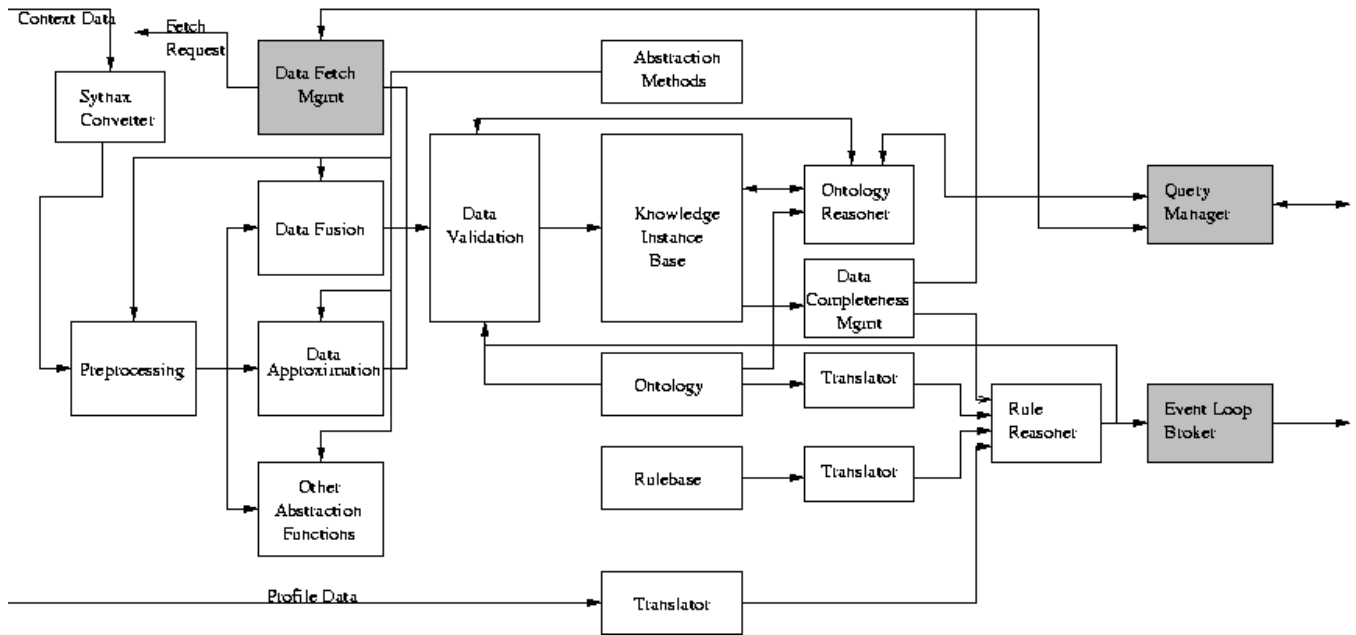 Context Data
Fetch
Request
Data Fetch
Mgmt
Abstraction
Methods
Sythax
Converter
Data Fusion
Data
Validation
Knowledge
Instance
Base
Ontology
Reasoner
Query
Manager
Data
Completeness
Mgmt
Preprocessing
Data
Approximation
Ontology
Translator
Rule
Reasoner
Event Loop
Broker
Other
Abstraction
Functions
Rulebase
Translator
Profile Data
Translator